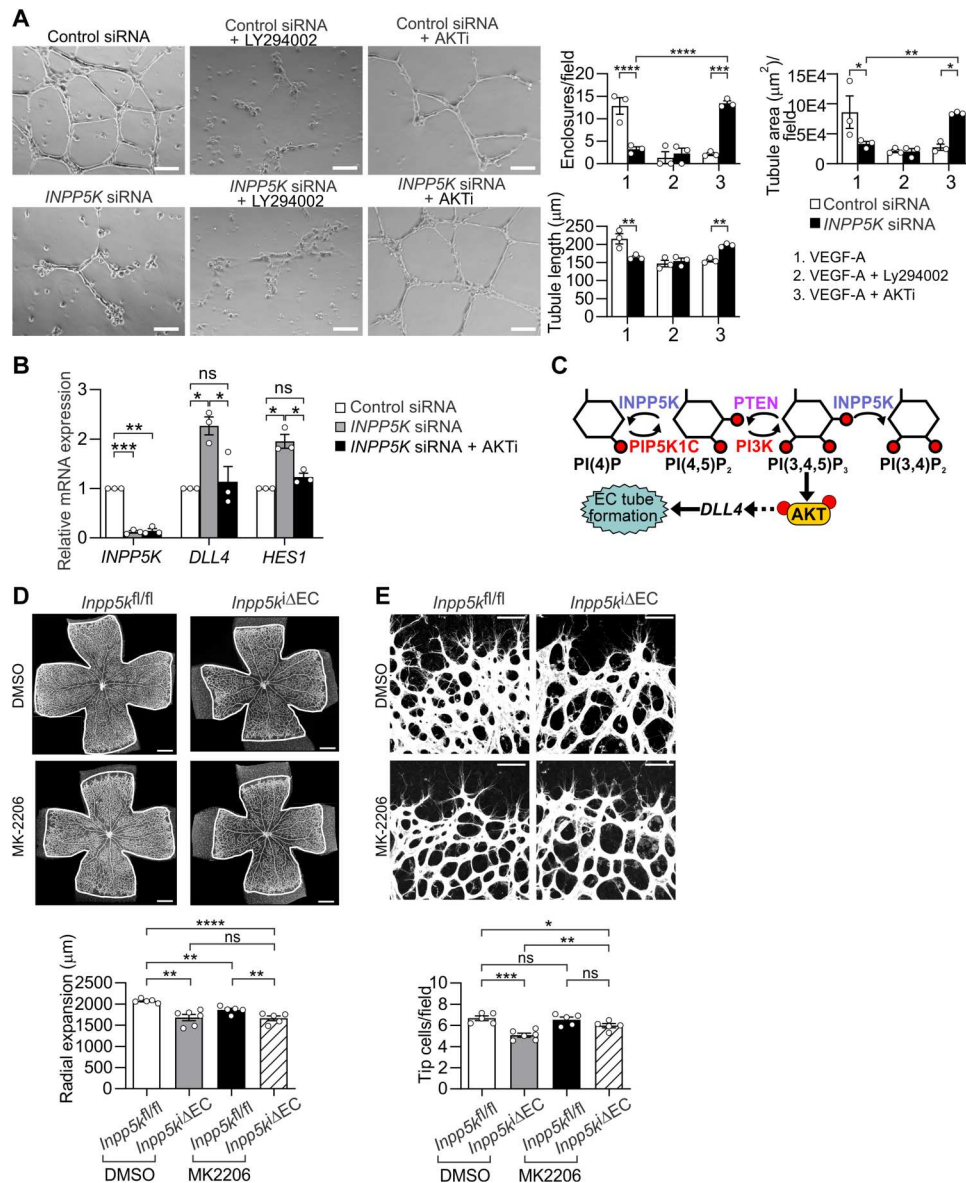 A
Control siRNA
Control siRNA
+ LY294002
Control siRNA
+ AKTi
INPP5K siRNA
INPP5K siRNA
+ LY294002
INPP5K siRNA
+ AKTi
Enclosures/field
20
15
10
5
0
1 2 3
**** **** ***
Tubule area (μm²)/
field
15E4
10E4
5E4
0
1 2 3
* ** *
Tubule length (μm)
250
200
150
100
50
0
1 2 3
** **
Control siRNA
INPP5K siRNA
1. VEGF-A
2. VEGF-A + Ly294002
3. VEGF-A + AKTi
B
Relative mRNA expression
3
2
1
0
*** ** ns * * ns * *
INPP5K DLL4 HES1
Control siRNA
INPP5K siRNA
INPP5K siRNA + AKTi
C
INPP5K PTEN INPP5K
PIP5K1C PI3K
PI(4)P PI(4,5)P₂ PI(3,4,5)P₃ PI(3,4)P₂
EC tube
formation
DLL4
AKT
D
Inpp5kfl/fl Inpp5kiΔEC
DMSO
MK-2206
Radial expansion (μm)
2500
2000
1500
1000
500
0
****
ns
**
** **
Inpp5kfl/fl
Inpp5kiΔEC
Inpp5kfl/fl
Inpp5kiΔEC
DMSO MK2206
E
Inpp5kfl/fl Inpp5kiΔEC
DMSO
MK-2206
Tip cells/field
10
8
6
4
2
0
*
**
ns
*** ns
Inpp5kfl/fl
Inpp5kiΔEC
Inpp5kfl/fl
Inpp5kiΔEC
DMSO MK2206